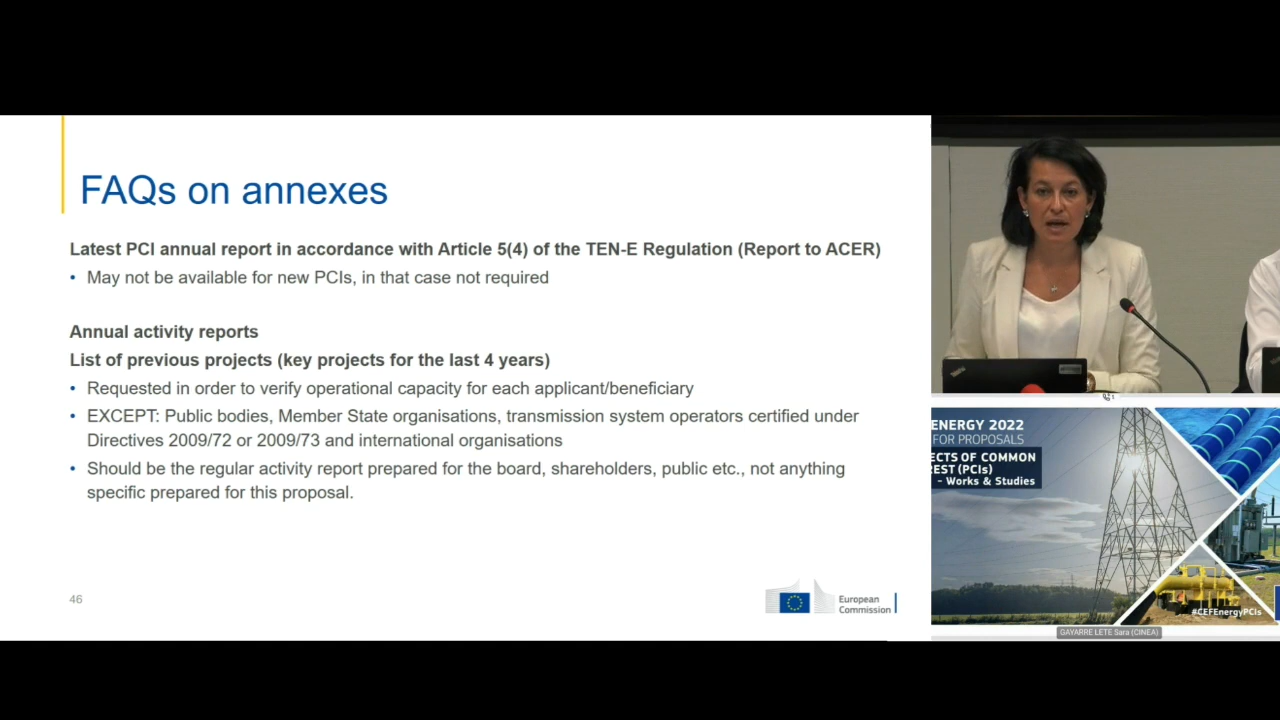 FAQs on annexes
Latest PCI annual report in accordance with Article 5(4) of the TEN-E Regulation (Report to ACER)
• May not be available for new PCIs, in that case not required
Annual activity reports
List of previous projects (key projects for the last 4 years)
• Requested in order to verify operational capacity for each applicant/beneficiary
• EXCEPT: Public bodies, Member State organisations, transmission system operators certified under
Directives 2009/72 or 2009/73 and international organisations
• Should be the regular activity report prepared for the board, shareholders, public etc., not anything
specific prepared for this proposal.
46
European
Commission
ENERGY 2022
FOR PROPOSALS
ECTS OF COMMON
REST (PCIs)
- Works & Studies
#CEFEnergyPCIs
GAYARRE LETE Sara (CINEA)